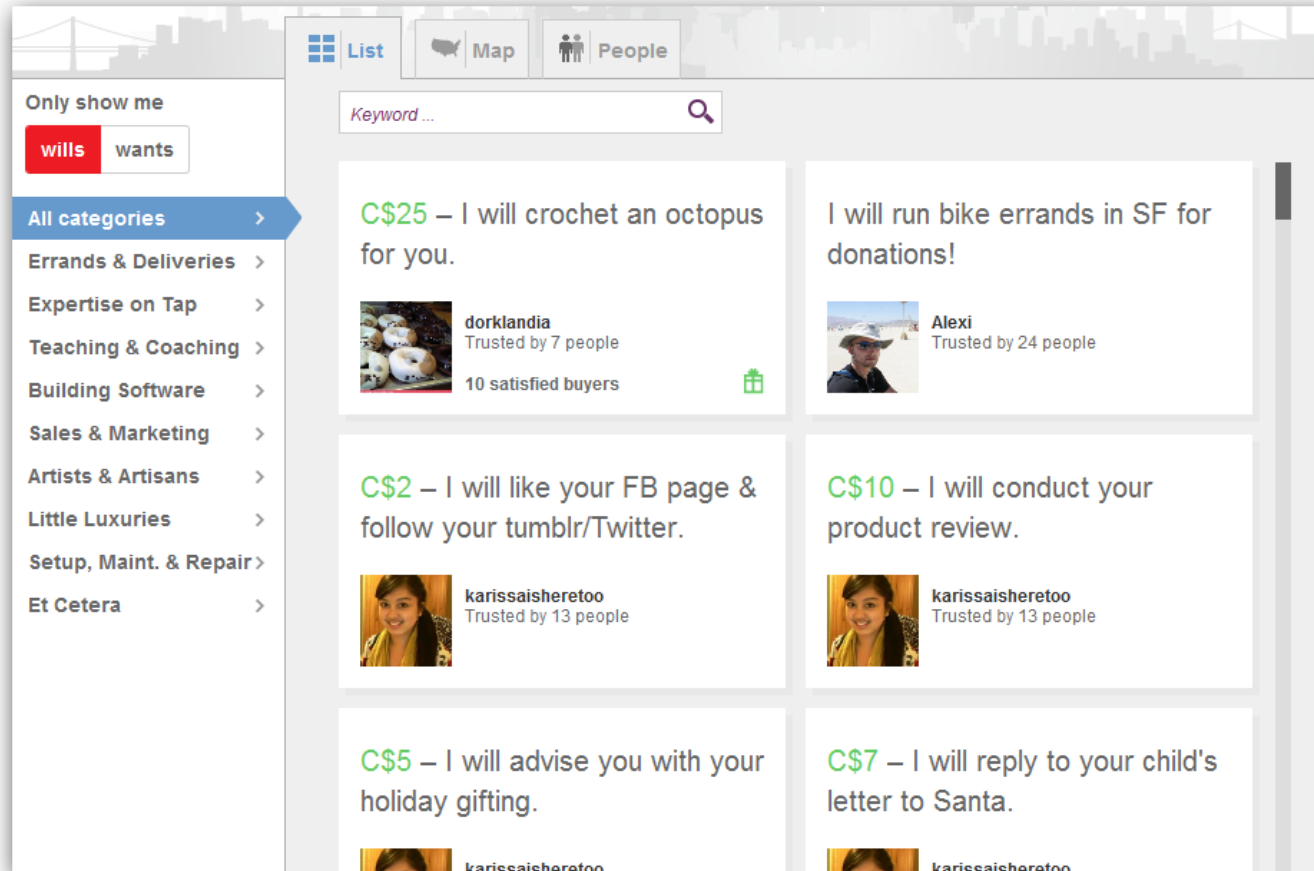 List
Map
People
Only show me
wills
wants
Keyword ...
All categories
Errands & Deliveries
Expertise on Tap
Teaching & Coaching
Building Software
Sales & Marketing
Artists & Artisans
Little Luxuries
Setup, Maint. & Repair
Et Cetera
C$25 – I will crochet an octopus
for you.
dorklandia
Trusted by 7 people
10 satisfied buyers
I will run bike errands in SF for
donations!
Alexi
Trusted by 24 people
C$2 – I will like your FB page &
follow your tumblr/Twitter.
karissaisheretoo
Trusted by 13 people
C$10 – I will conduct your
product review.
karissaisheretoo
Trusted by 13 people
C$5 – I will advise you with your
holiday gifting.
karissaisheretoo
C$7 – I will reply to your child's
letter to Santa.
karissaisheretoo